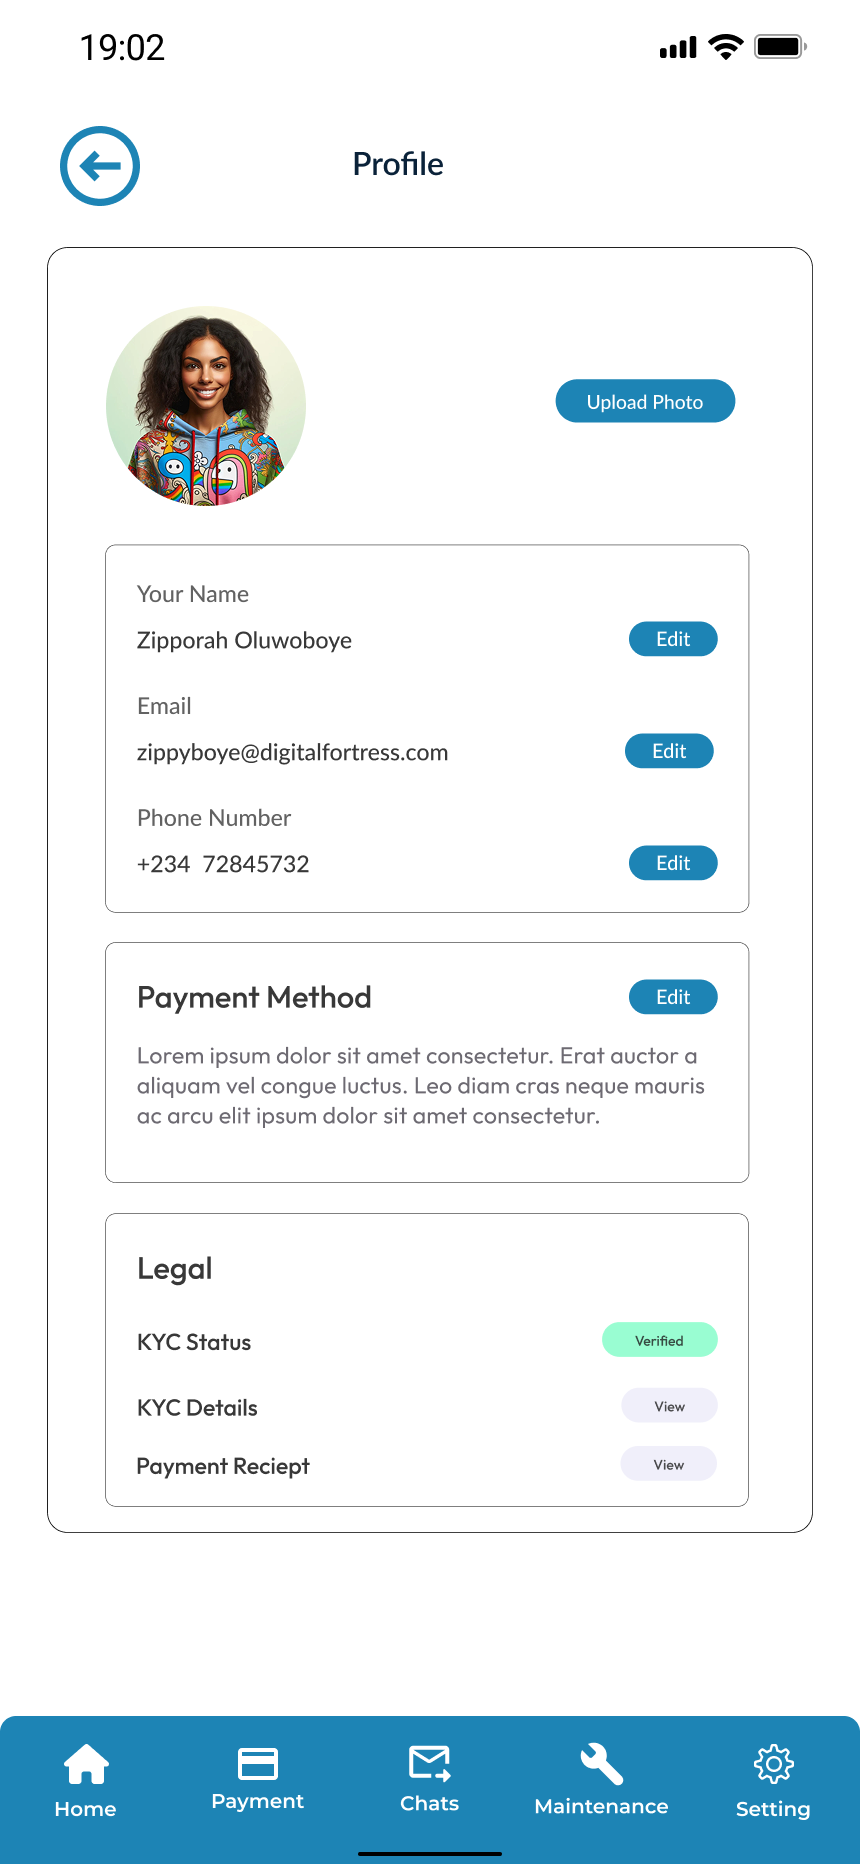 19:02
Profile
Upload Photo
Your Name
Zipporah Oluwoboye
Edit
Email
zippyboye@digitalfortress.com
Edit
Phone Number
+234 72845732
Edit
Payment Method
Edit
Lorem ipsum dolor sit amet consectetur. Erat auctor a
aliquam vel congue luctus. Leo diam cras neque mauris
ac arcu elit ipsum dolor sit amet consectetur.
Legal
KYC Status
Verified
KYC Details
View
Payment Reciept
View
Home
Payment
Chats
Maintenance
Setting